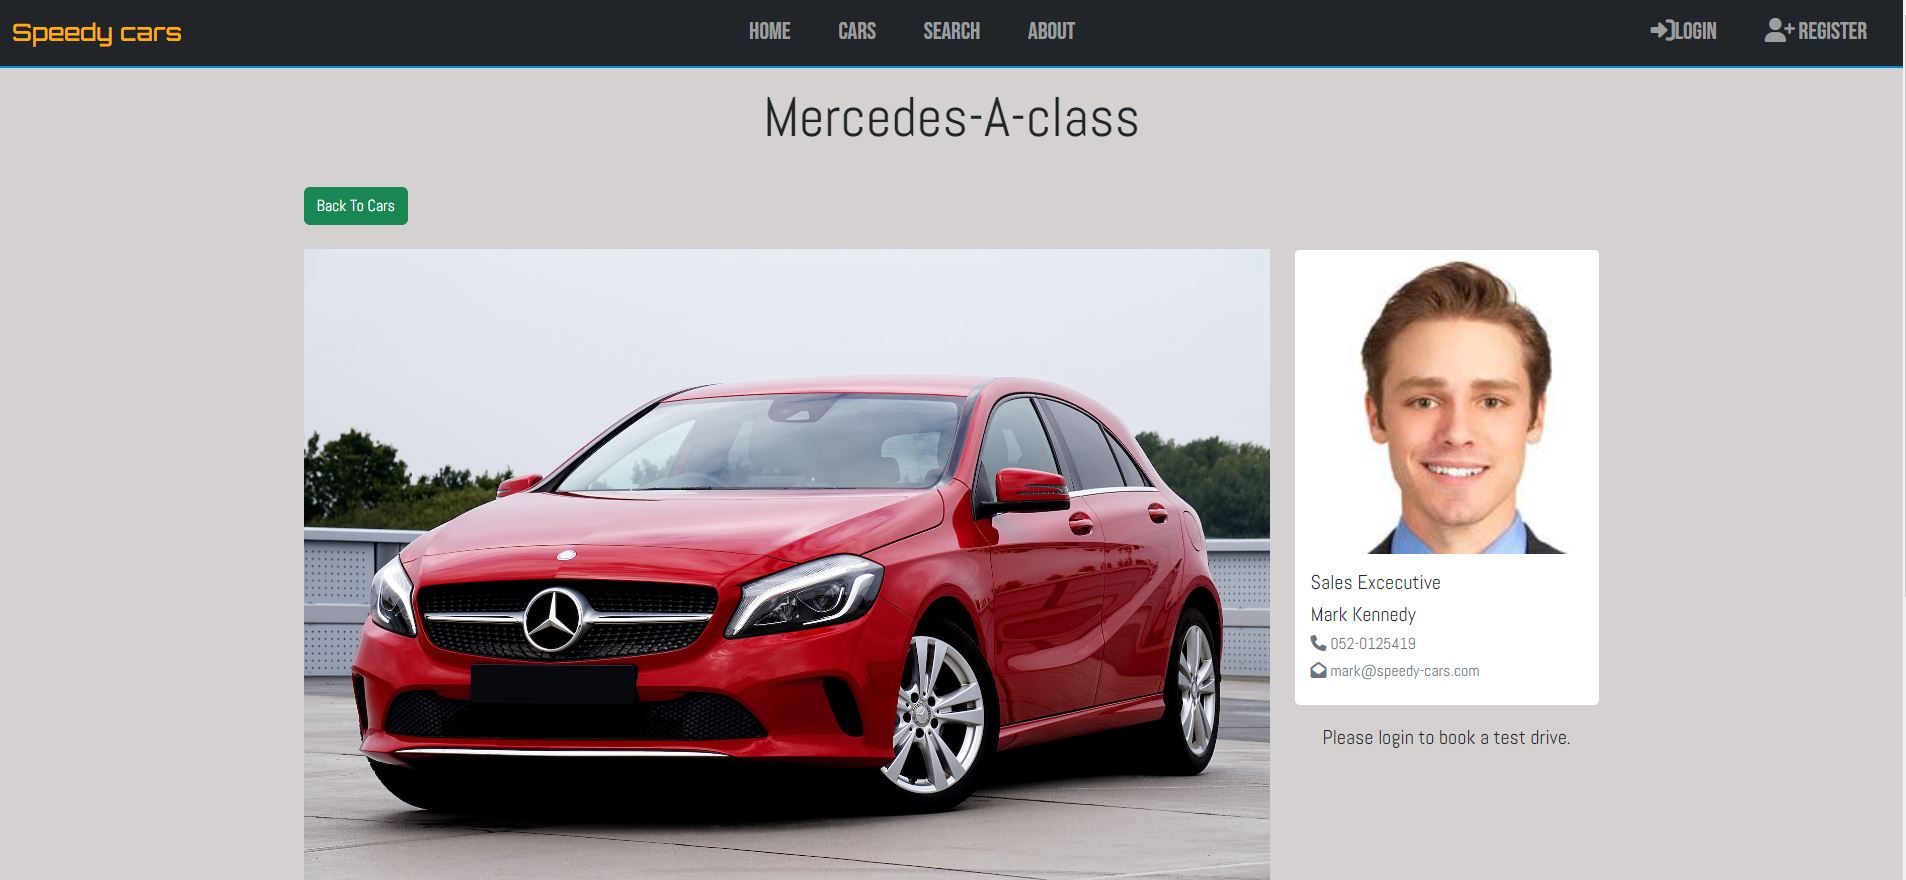 Speedy cars
HOME CARS SEARCH ABOUT
LOGIN REGISTER
Mercedes-A-class
Back To Cars
Sales Excecutive
Mark Kennedy
052-0125419
mark@speedy-cars.com
Please login to book a test drive.